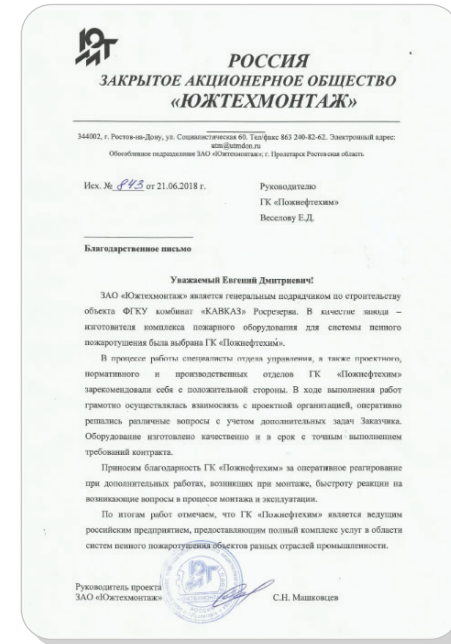 ЮТ
М
РОССИЯ
ЗАКРЫТОЕ АКЦИОНЕРНОЕ ОБЩЕСТВО
«ЮЖТЕХМОНТАЖ»
344002, г. Ростов-на-Дону, ул. Социалистическая 60. Тел/факс 863 240-82-62. Электронный адрес:
utm@utmdon.ru
Обособленное подразделение ЗАО «Южтехмонтаж»; г. Пролетарск Ростовская область
Исх. № 843 от 21.06.2018 г.
Руководителю
ГК «Пожнефтехим»
Веселову Е.Д.
Благодарственное письмо
Уважаемый Евгений Дмитриевич!
ЗАО «Южтехмонтаж» является генеральным подрядчиком по строительству
объекта ФГКУ комбинат «КАВКАЗ» Росрезерва. В качестве завода –
изготовителя комплекса пожарного оборудования для системы пенного
пожаротушения была выбрана ГК «Пожнефтехим».
В процессе работы специалисты отдела управления, а также проектного,
нормативного и производственных отделов ГК «Пожнефтехим»
зарекомендовали себя с положительной стороны. В ходе выполнения работ
грамотно осуществлялась взаимосвязь с проектной организацией, оперативно
решались различные вопросы с учетом дополнительных задач Заказчика.
Оборудование изготовлено качественно и в срок с точным выполнением
требований контракта.
Приносим благодарность ГК «Пожнефтехим» за оперативное реагирование
при дополнительных работах, возникших при монтаже, быстроту реакции на
возникающие вопросы в процессе монтажа и эксплуатации.
По итогам работ отмечаем, что ГК «Пожнефтехим» является ведущим
российским предприятием, предоставляющим полный комплекс услуг в области
систем пенного пожаротушения объектов разных отраслей промышленности.
Руководитель проекта
ЗАО «Южтехмонтаж»
С.Н. Машковцев